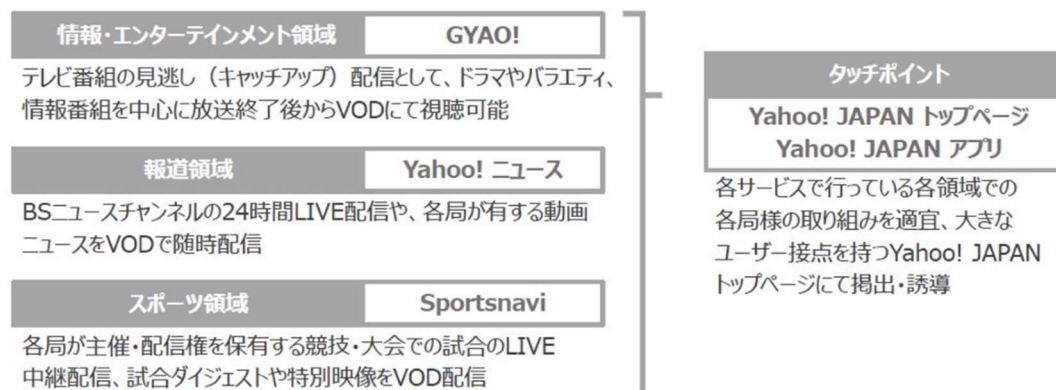 情報・エンターテインメント領域 GYAO!
テレビ番組の見逃し（キャッチアップ）配信として、ドラマやバラエティ、
情報番組を中心に放送終了後からVODにて視聴可能
報道領域 Yahoo! ニュース
BSニュースチャンネルの24時間LIVE配信や、各局が有する動画
ニュースをVODで随時配信
スポーツ領域 Sportsnavi
各局が主催・配信権を保有する競技・大会での試合のLIVE
中継配信、試合ダイジェストや特別映像をVOD配信
タッチポイント
Yahoo! JAPAN トップページ
Yahoo! JAPAN アプリ
各サービスで行っている各領域での
各局様の取り組みを適宜、大きな
ユーザー接点を持つYahoo! JAPAN
トップページにて掲出・誘導